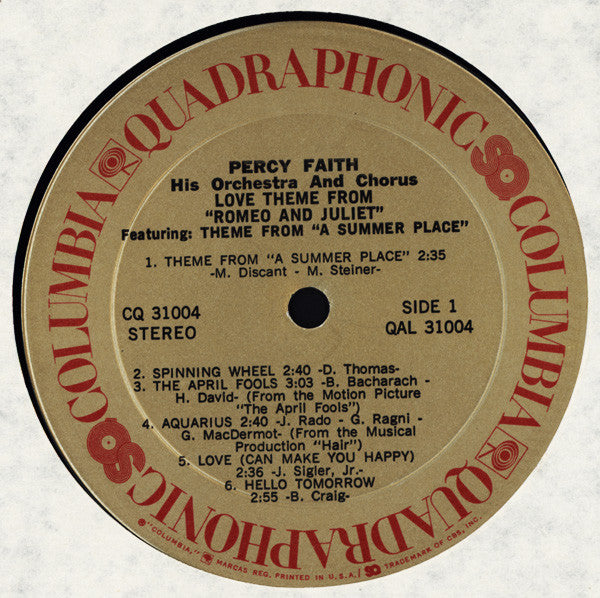 COLUMBIA QUADRAPHONIC SQ COLUMBIA QUADRAPHONIC SQ
PERCY FAITH
His Orchestra And Chorus
LOVE THEME FROM
"ROMEO AND JULIET"
Featuring: THEME FROM "A SUMMER PLACE"
1. THEME FROM "A SUMMER PLACE" 2:35
-M. Discant - M. Steiner-
CQ 31004
STEREO
SIDE 1
QAL 31004
2. SPINNING WHEEL 2:40 -D. Thomas-
3. THE APRIL FOOLS 3:03 -B. Bacharach -
H. David- (From the Motion Picture
"The April Fools")
4. AQUARIUS 2:40 -J. Rado - G. Ragni -
G. MacDermot- (From the Musical
Production "Hair")
5. LOVE (CAN MAKE YOU HAPPY)
2:36 -J. Sigler, Jr.-
6. HELLO TOMORROW
2:55 -B. Craig-
® "COLUMBIA," MARCAS REG. PRINTED IN U.S.A. / SQ TRADEMARK OF CBS, INC.